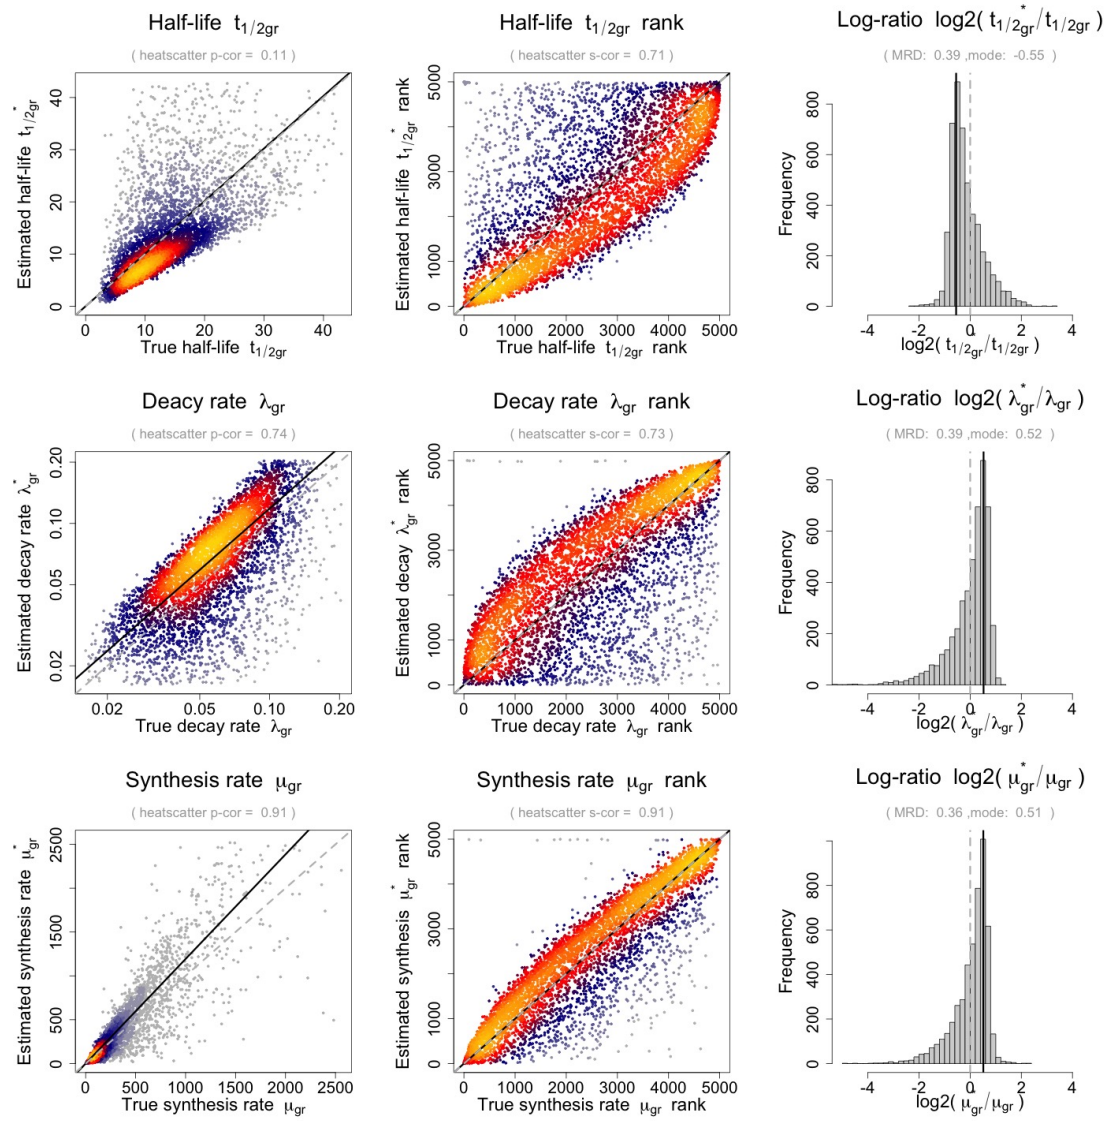 Half-life t1/2gr
( heatscatter p-cor = 0.11 )
Estimated half-life t*1/2gr
40
30
20
10
0
0 10 20 30 40
True half-life t1/2gr
Half-life t1/2gr rank
( heatscatter s-cor = 0.71 )
Estimated half-life t*1/2gr rank
5000
3000
1000
0
0 1000 2000 3000 4000 5000
True half-life t1/2gr rank
Log-ratio log2( t*1/2gr/t1/2gr )
( MRD: 0.39 ,mode: -0.55 )
Frequency
800
600
400
200
0
-4 -2 0 2 4
log2( t*1/2gr/t1/2gr )
Deacy rate λgr
( heatscatter p-cor = 0.74 )
Estimated decay rate λ*gr
0.20
0.10
0.05
0.02
0.02 0.05 0.10 0.20
True decay rate λgr
Decay rate λgr rank
( heatscatter s-cor = 0.73 )
Estimated decay λ*gr rank
5000
3000
1000
0
0 1000 2000 3000 4000 5000
True decay rate λgr rank
Log-ratio log2( λ*gr/λgr )
( MRD: 0.39 ,mode: 0.52 )
Frequency
800
600
400
200
0
-4 -2 0 2 4
log2( λ*gr/λgr )
Synthesis rate μgr
( heatscatter p-cor = 0.91 )
Estimated synthesis rate μ*gr
2500
1500
500
0
0 500 1000 1500 2000 2500
True synthesis rate μgr
Synthesis rate μgr rank
( heatscatter s-cor = 0.91 )
Estimated synthesis μ*gr rank
5000
3000
1000
0
0 1000 2000 3000 4000 5000
True synthesis rate μgr rank
Log-ratio log2( μ*gr/μgr )
( MRD: 0.36 ,mode: 0.51 )
Frequency
800
600
400
200
0
-4 -2 0 2 4
log2( μ*gr/μgr )